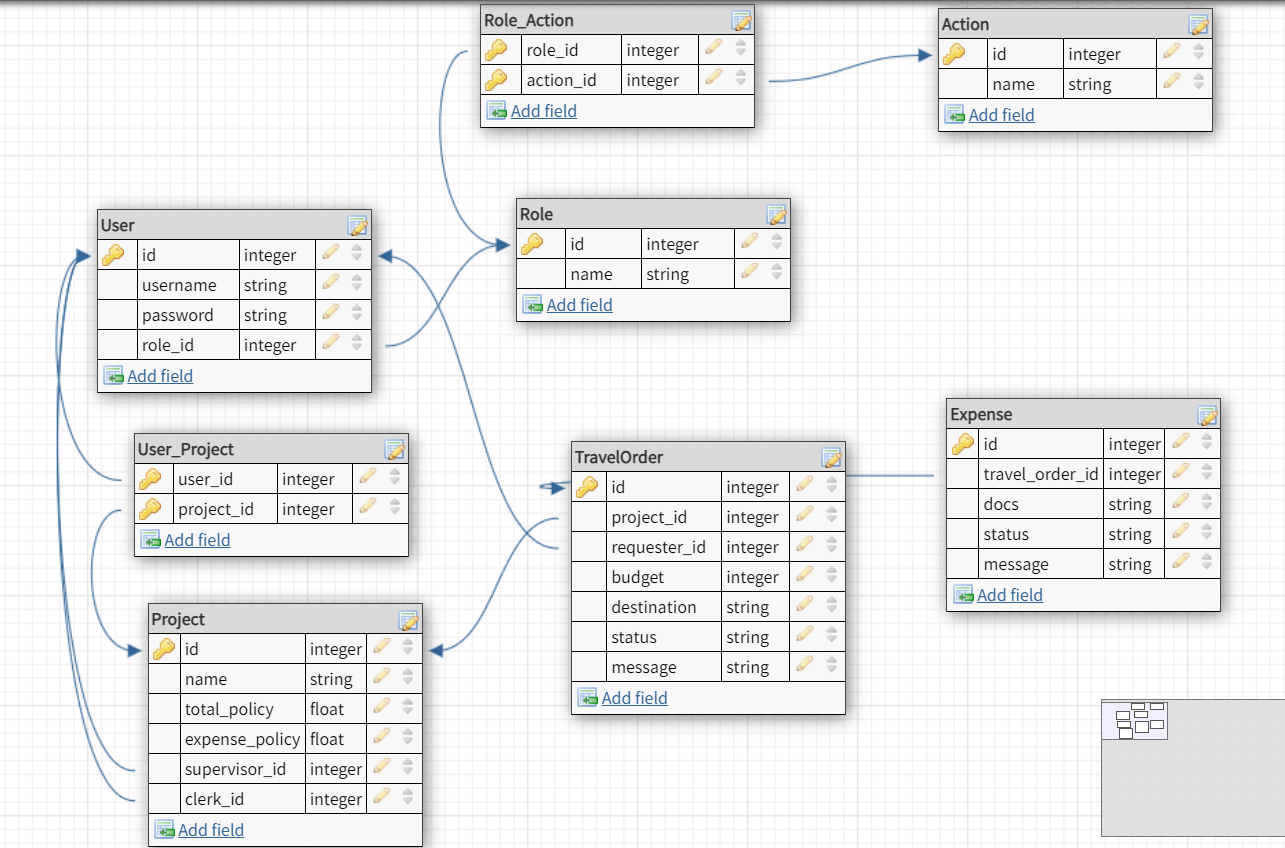 Role_Action
role_id integer
action_id integer
Add field
Action
id integer
name string
Add field
User
id integer
username string
password string
role_id integer
Add field
Role
id integer
name string
Add field
User_Project
user_id integer
project_id integer
Add field
TravelOrder
id integer
project_id integer
requester_id integer
budget integer
destination string
status string
message string
Add field
Expense
id integer
travel_order_id integer
docs string
status string
message string
Add field
Project
id integer
name string
total_policy float
expense_policy float
supervisor_id integer
clerk_id integer
Add field